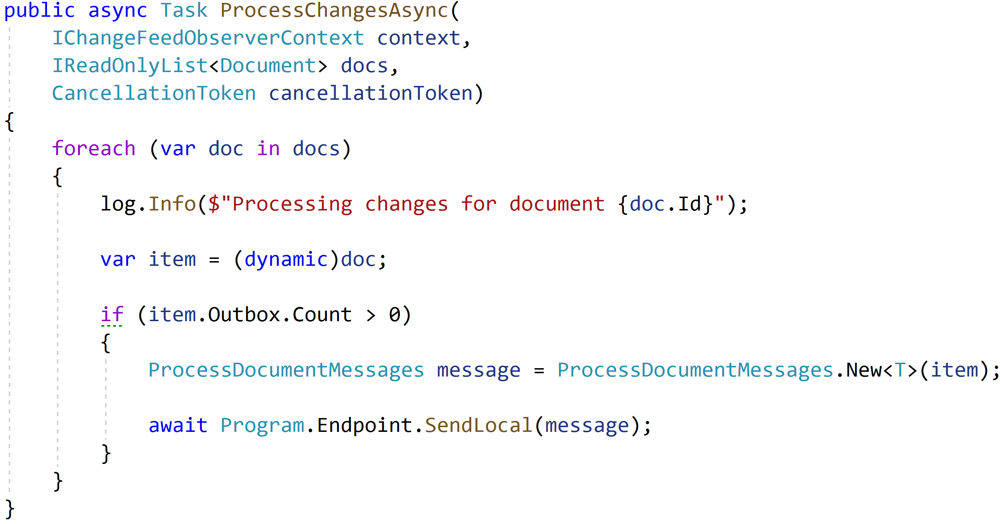 public async Task ProcessChangesAsync(
    IChangeFeedObserverContext context,
    IReadOnlyList<Document> docs,
    CancellationToken cancellationToken)
{
    foreach (var doc in docs)
    {
        log.Info($"Processing changes for document {doc.Id}");

        var item = (dynamic)doc;

        if (item.Outbox.Count > 0)
        {
            ProcessDocumentMessages message = ProcessDocumentMessages.New<T>(item);

            await Program.Endpoint.SendLocal(message);
        }
    }
}